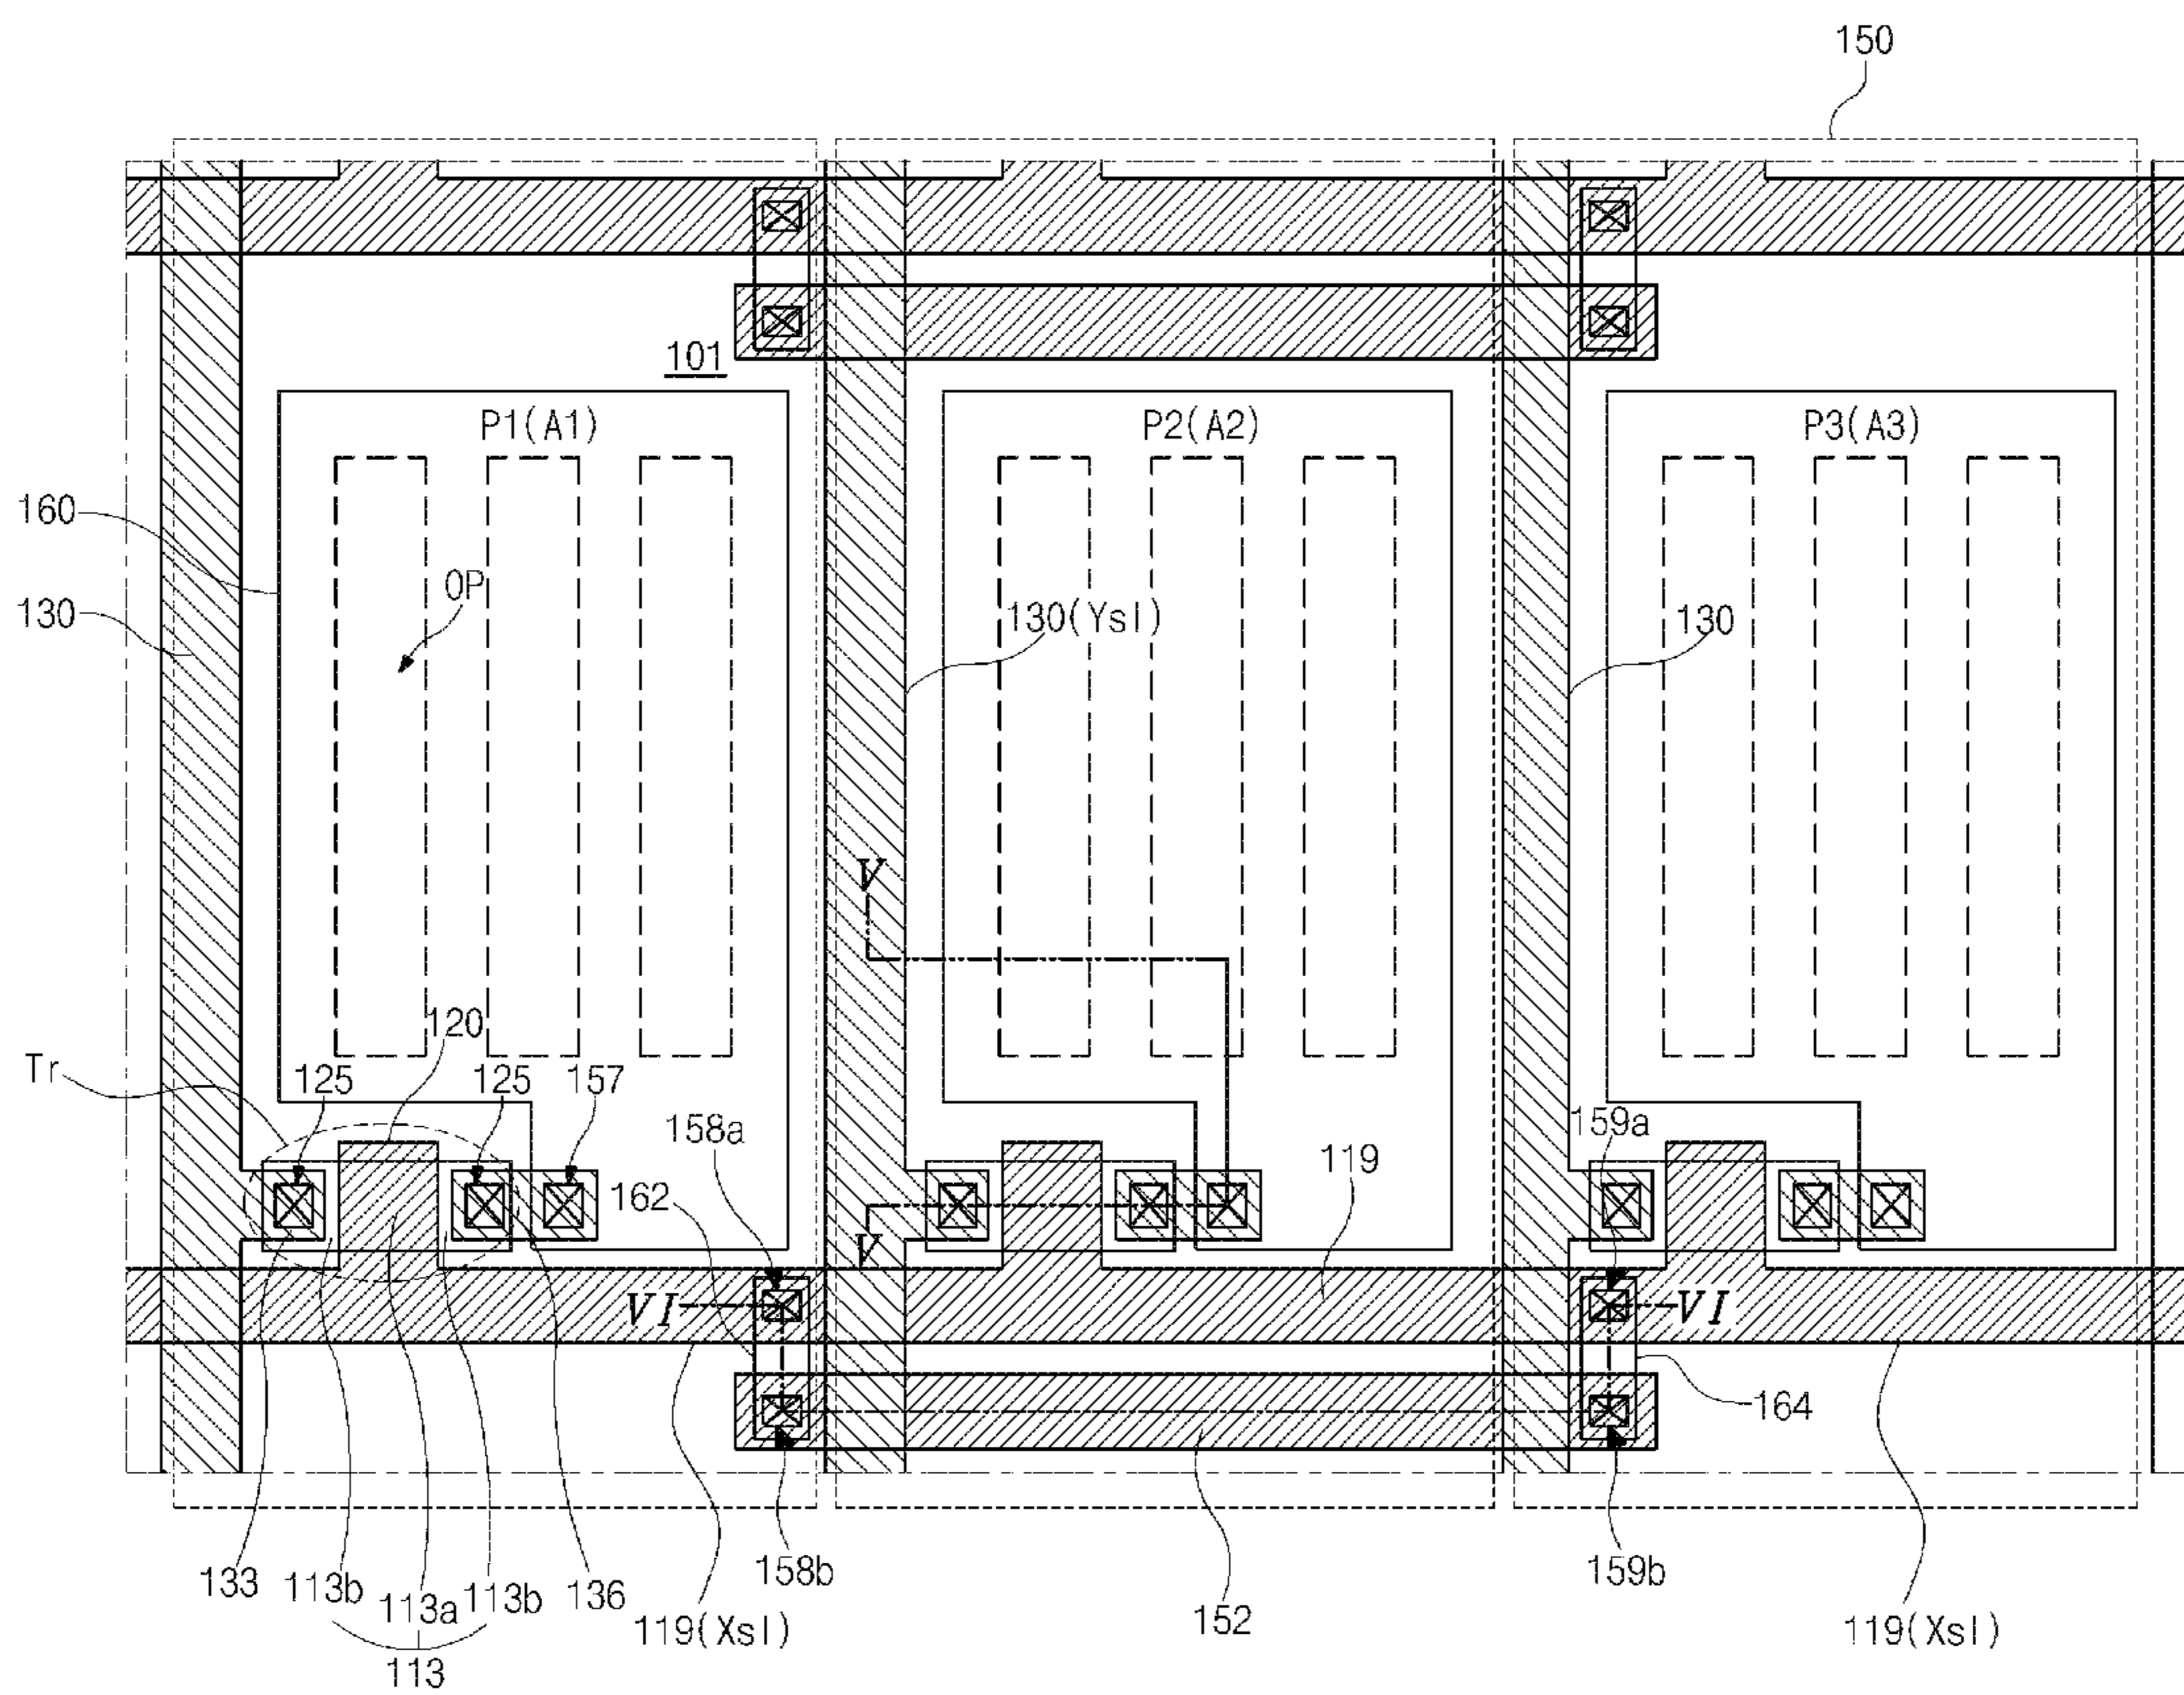 150
101
P1(A1) P2(A2) P3(A3)
160
OP
130 130(Ysl) 130
V
120
Tr 125 125 157
158a 159a
119
162
V
VI VI
164
158b 159b
133 113b 113a 113b 136
119(Xsl) 152 119(Xsl)
113